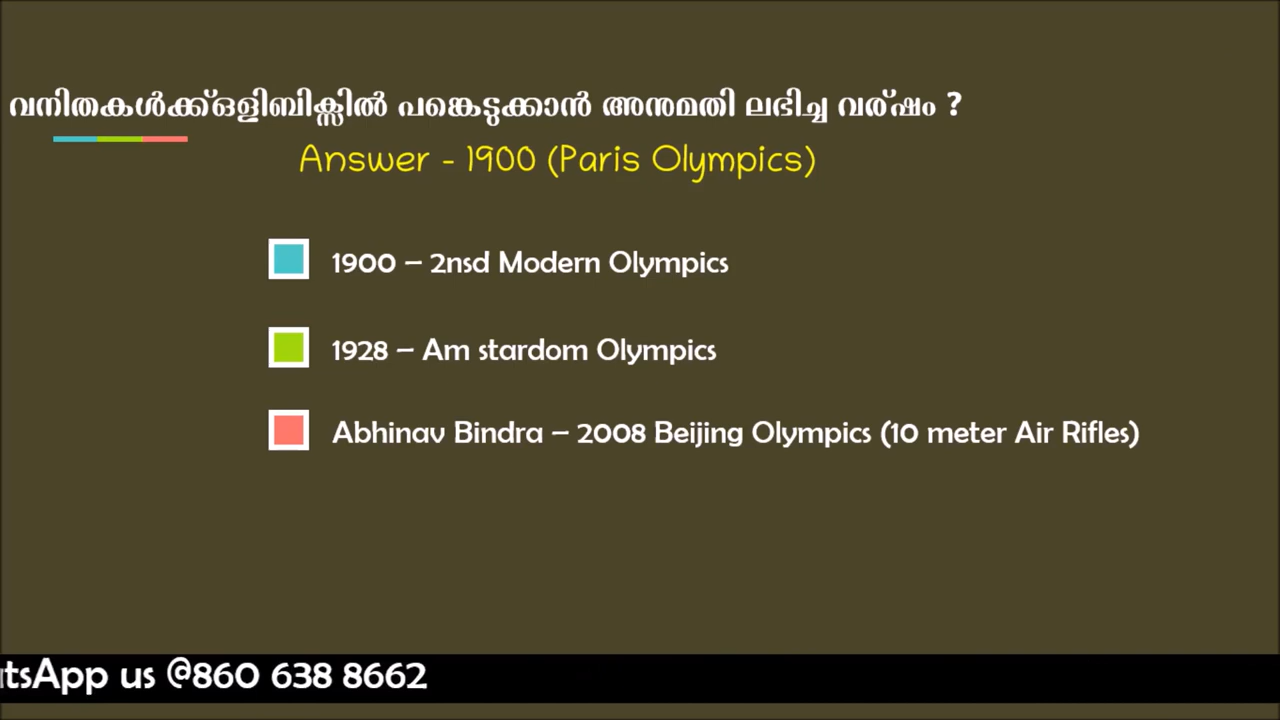 വനിതകൾക്ക്ഒളിബിക്സിൽ പങ്കെടുക്കാൻ അനുമതി ലഭിച്ച വര്ഷം ?
Answer - 1900 (Paris Olympics)
1900 – 2nsd Modern Olympics
1928 – Am stardom Olympics
Abhinav Bindra – 2008 Beijing Olympics (10 meter Air Rifles)
tsApp us @860 638 8662